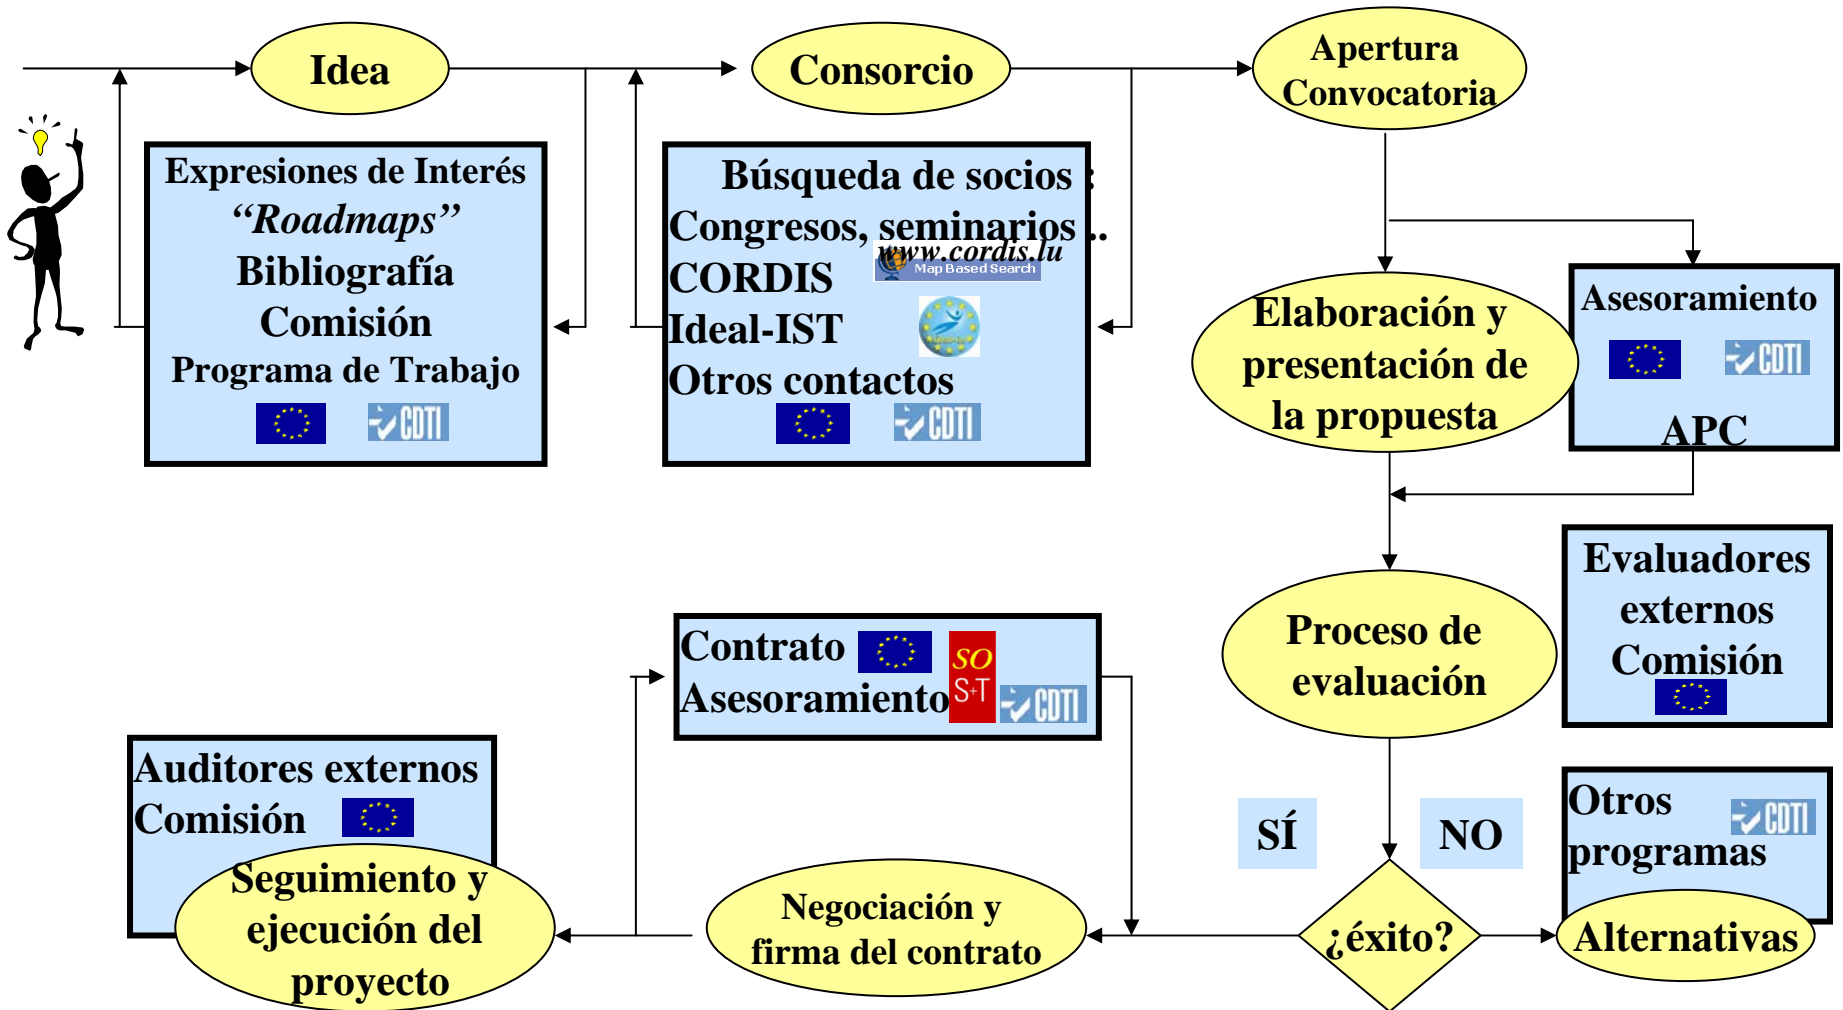 Idea
Consorcio
Apertura
Convocatoria
Expresiones de Interés
“Roadmaps”
Bibliografía
Comisión
Programa de Trabajo
CDTI
Búsqueda de socios :
Congresos, seminarios ..
www.cordis.lu
Map Based Search
CORDIS
Ideal-IST
Otros contactos
CDTI
Elaboración y
presentación de
la propuesta
Asesoramiento
CDTI
APC
Evaluadores
externos
Comisión
Proceso de
evaluación
Contrato
Asesoramiento
SO
S+T
CDTI
Auditores externos
Comisión
Seguimiento y
ejecución del
proyecto
Negociación y
firma del contrato
SÍ
NO
¿éxito?
Otros
programas
CDTI
Alternativas